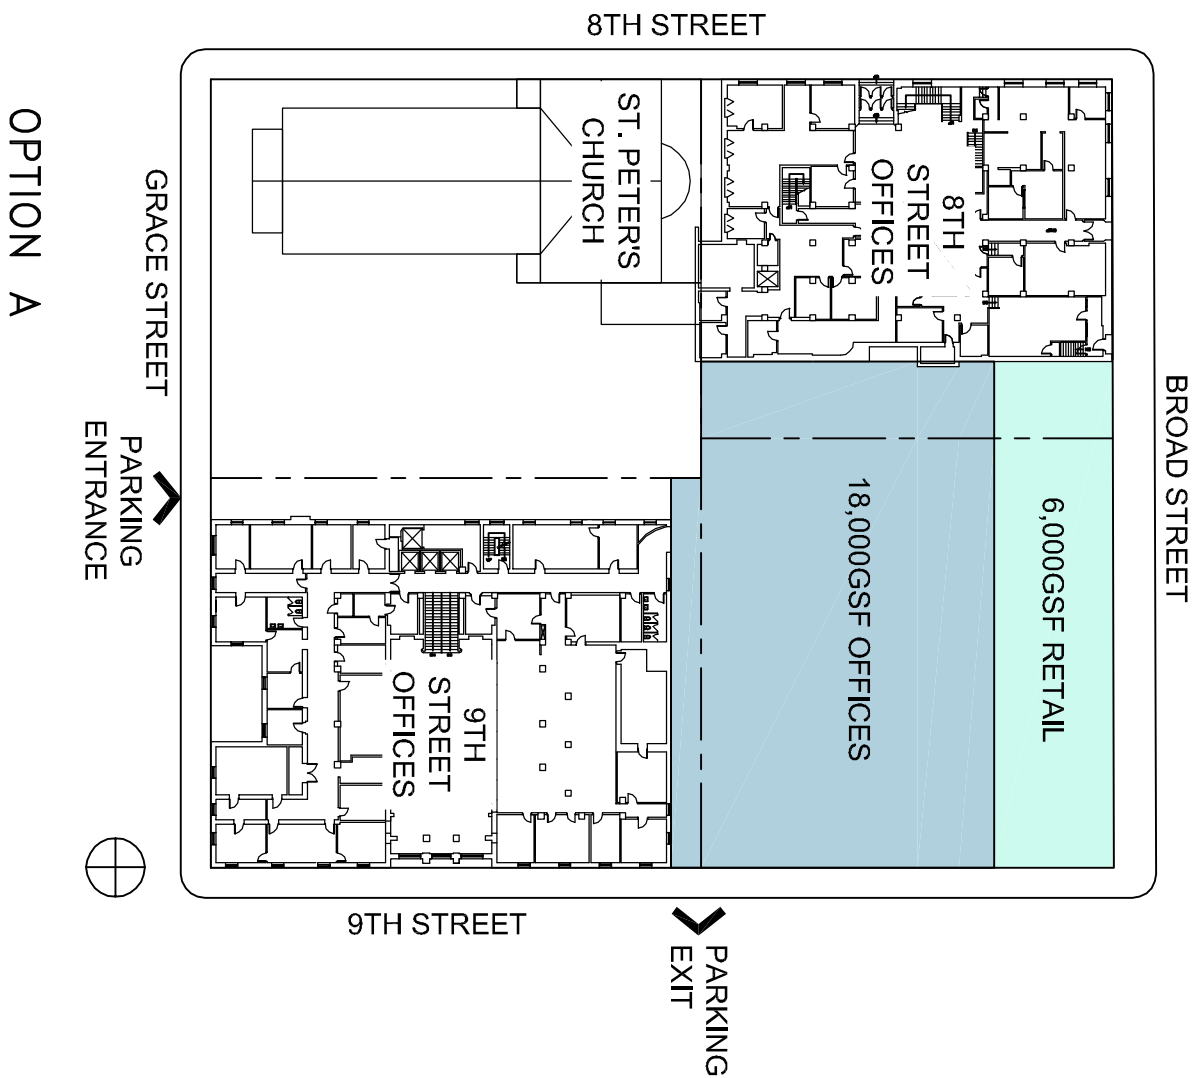 8TH STREET
OPTION A
GRACE STREET
ST. PETER'S
CHURCH
8TH
STREET
OFFICES
BROAD STREET
PARKING
ENTRANCE
18,000GSF OFFICES
6,000GSF RETAIL
9TH
STREET
OFFICES
9TH STREET
PARKING
EXIT